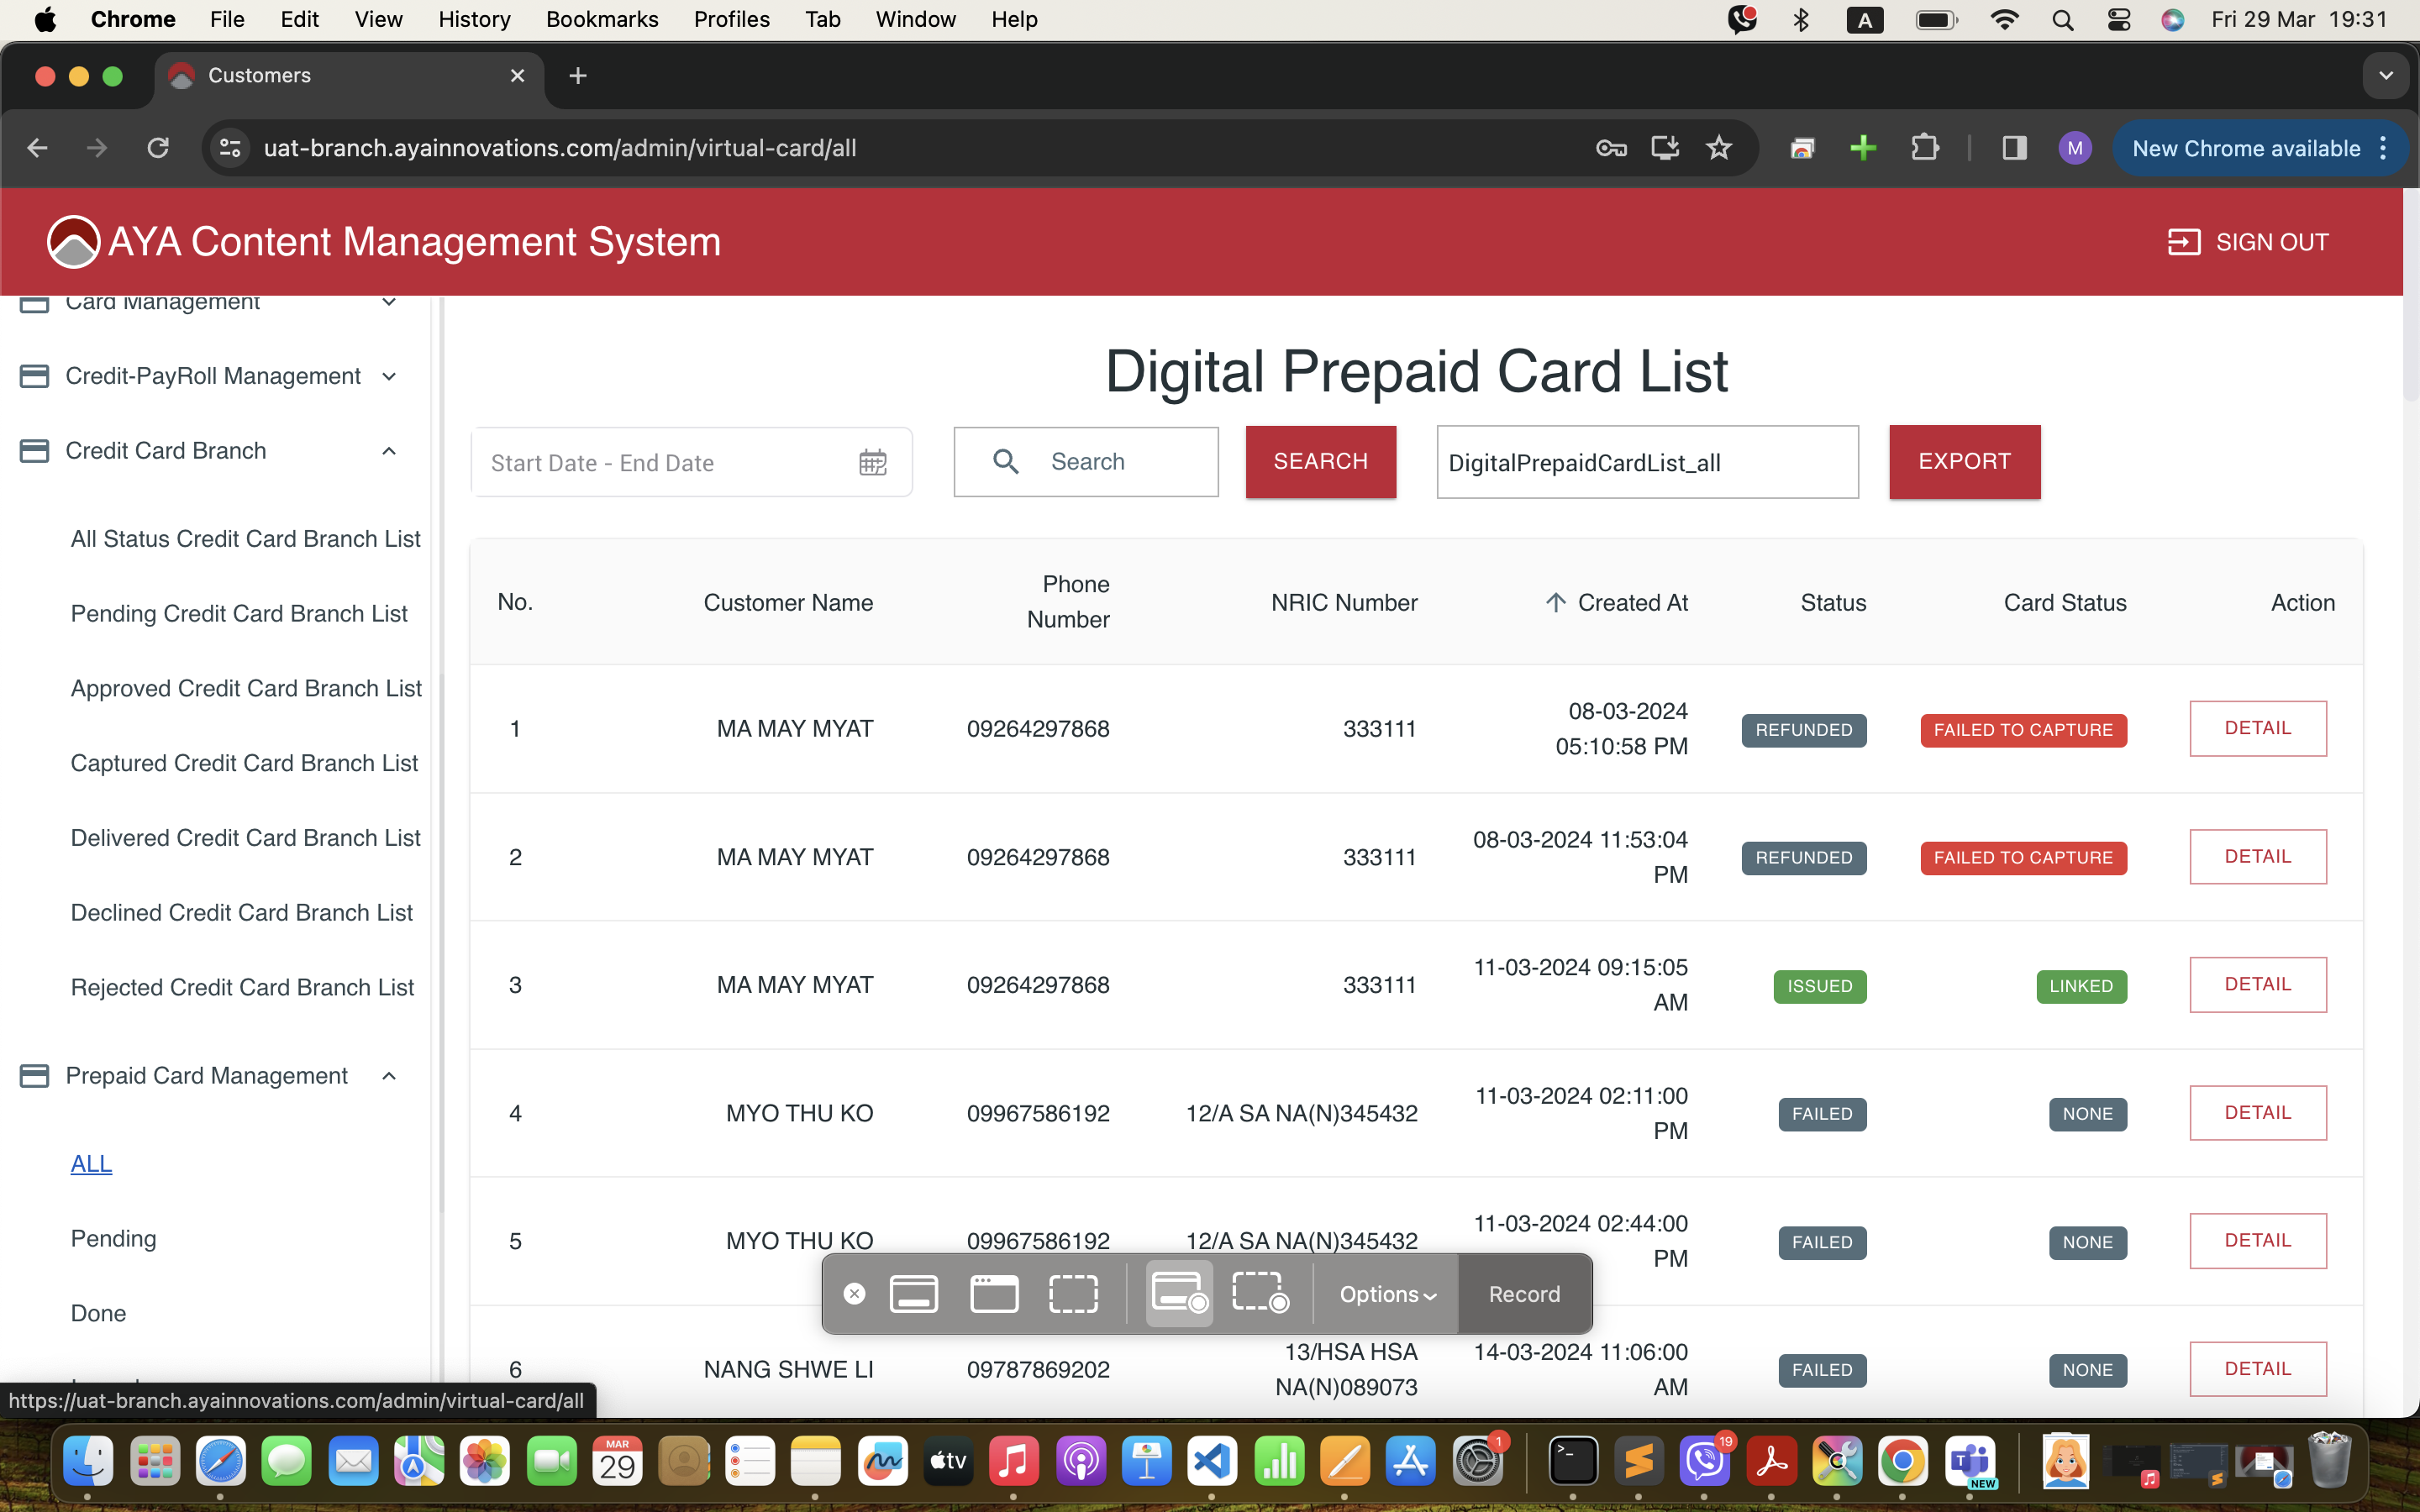 Chrome File Edit View History Bookmarks Profiles Tab Window Help A Fri 29 Mar 19:31
Customers
uat-branch.ayainnovations.com/admin/virtual-card/all M New Chrome available
AYA Content Management System SIGN OUT
Card Management
Credit-PayRoll Management
Credit Card Branch
All Status Credit Card Branch List
Pending Credit Card Branch List
Approved Credit Card Branch List
Captured Credit Card Branch List
Delivered Credit Card Branch List
Declined Credit Card Branch List
Rejected Credit Card Branch List
Prepaid Card Management
ALL
Pending
Done
https://uat-branch.ayainnovations.com/admin/virtual-card/all
Digital Prepaid Card List
Start Date - End Date Search SEARCH DigitalPrepaidCardList_all EXPORT
No. Customer Name Phone Number NRIC Number Created At Status Card Status Action
1 MA MAY MYAT 09264297868 333111 08-03-2024 05:10:58 PM REFUNDED FAILED TO CAPTURE DETAIL
2 MA MAY MYAT 09264297868 333111 08-03-2024 11:53:04 PM REFUNDED FAILED TO CAPTURE DETAIL
3 MA MAY MYAT 09264297868 333111 11-03-2024 09:15:05 AM ISSUED LINKED DETAIL
4 MYO THU KO 09967586192 12/A SA NA(N)345432 11-03-2024 02:11:00 PM FAILED NONE DETAIL
5 MYO THU KO 09967586192 12/A SA NA(N)345432 11-03-2024 02:44:00 PM FAILED NONE DETAIL
6 NANG SHWE LI 09787869202 13/HSA HSA NA(N)089073 14-03-2024 11:06:00 AM FAILED NONE DETAIL
Options Record
MAR
29
tv
1
19
NEW